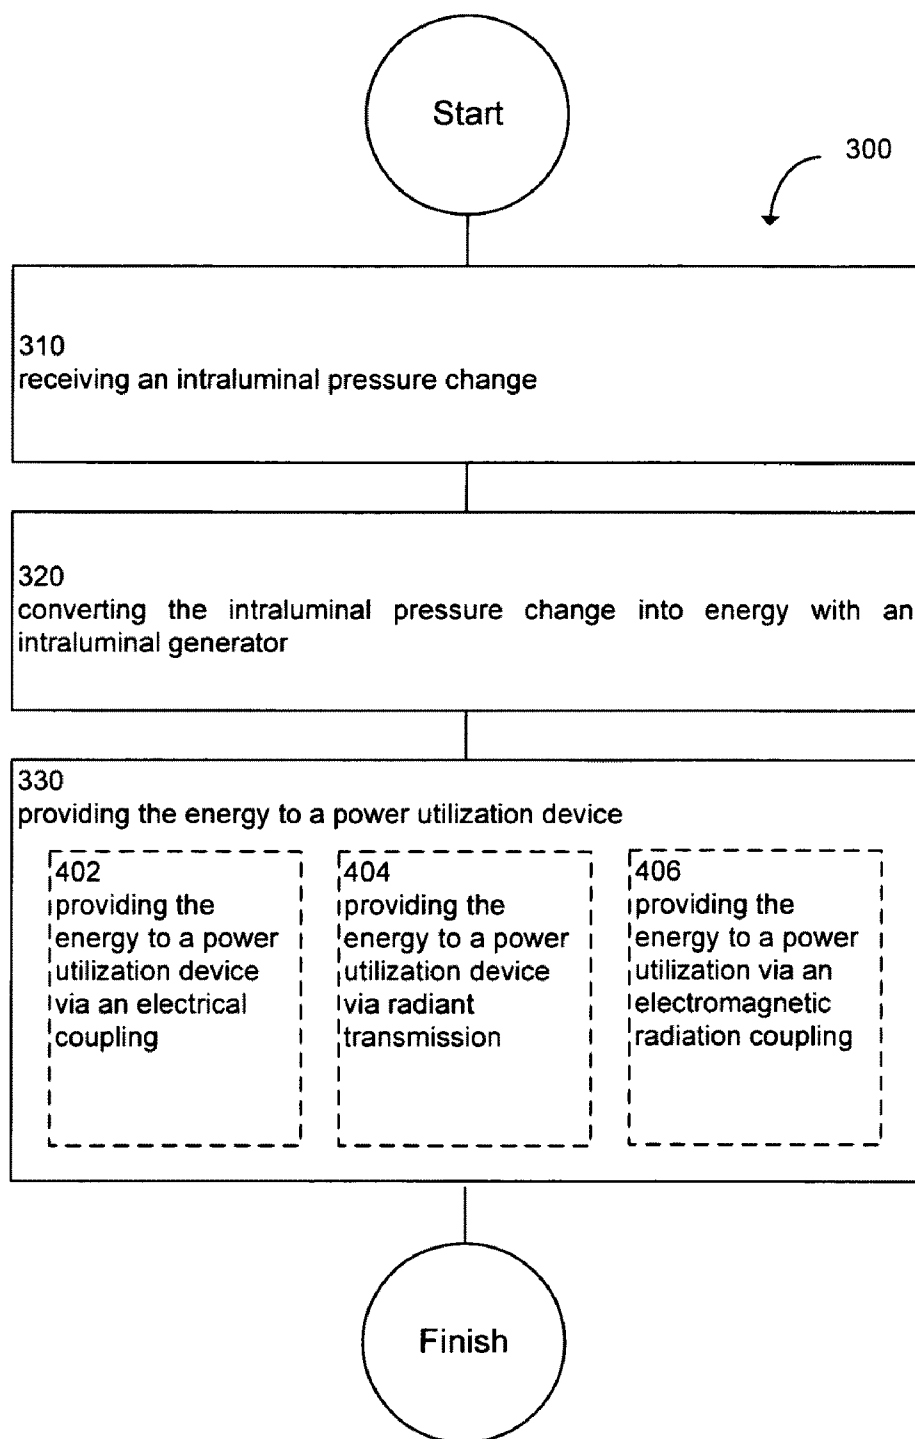 Start
300
310
receiving an intraluminal pressure change
320
converting the intraluminal pressure change into energy with an
intraluminal generator
330
providing the energy to a power utilization device
402
providing the
energy to a power
utilization device
via an electrical
coupling
404
providing the
energy to a power
utilization device
via radiant
transmission
406
providing the
energy to a power
utilization via an
electromagnetic
radiation coupling
Finish